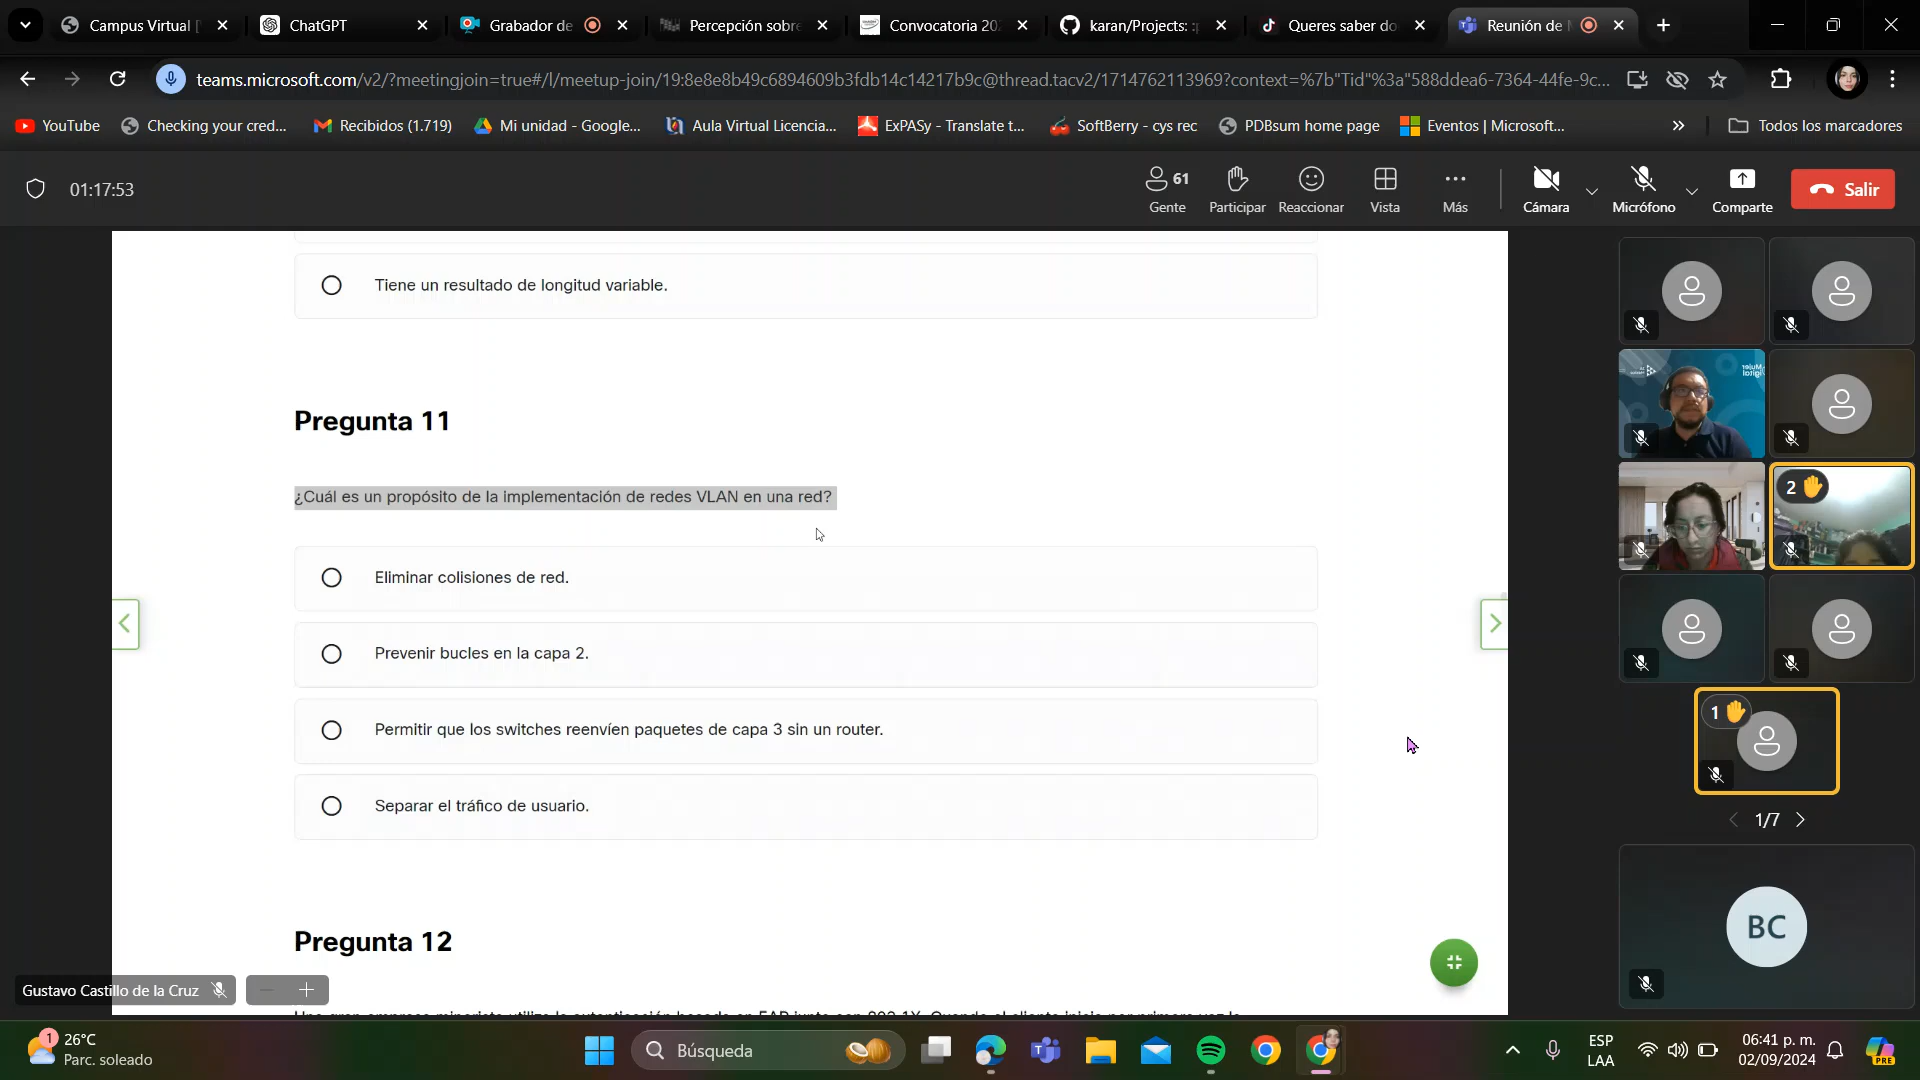 Campus Virtual [
ChatGPT
Grabador de
Percepción sobre
Convocatoria 202
karan/Projects: :p
Queres saber do
Reunión de M
teams.microsoft.com/v2/?meetingjoin=true#/l/meetup-join/19:8e8e8b49c6894609b3fdb14c14217b9c@thread.tacv2/1714762113969?context=%7b"Tid"%3a"588ddea6-7364-44fe-9c...
YouTube
Checking your cred...
Recibidos (1.719)
Mi unidad - Google...
Aula Virtual Licencia...
ExPASy - Translate t...
SoftBerry - cys rec
PDBsum home page
Eventos | Microsoft...
Todos los marcadores
01:17:53
61
Gente
Participar
Reaccionar
Vista
Más
Cámara
Micrófono
Comparte
Salir
Tiene un resultado de longitud variable.
Pregunta 11
¿Cuál es un propósito de la implementación de redes VLAN en una red?
Eliminar colisiones de red.
Prevenir bucles en la capa 2.
Permitir que los switches reenvíen paquetes de capa 3 sin un router.
Separar el tráfico de usuario.
Pregunta 12
2
1
1/7
BC
Gustavo Castillo de la Cruz
1
26°C
Parc. soleado
Búsqueda
ESP
LAA
06:41 p. m.
02/09/2024
PRE